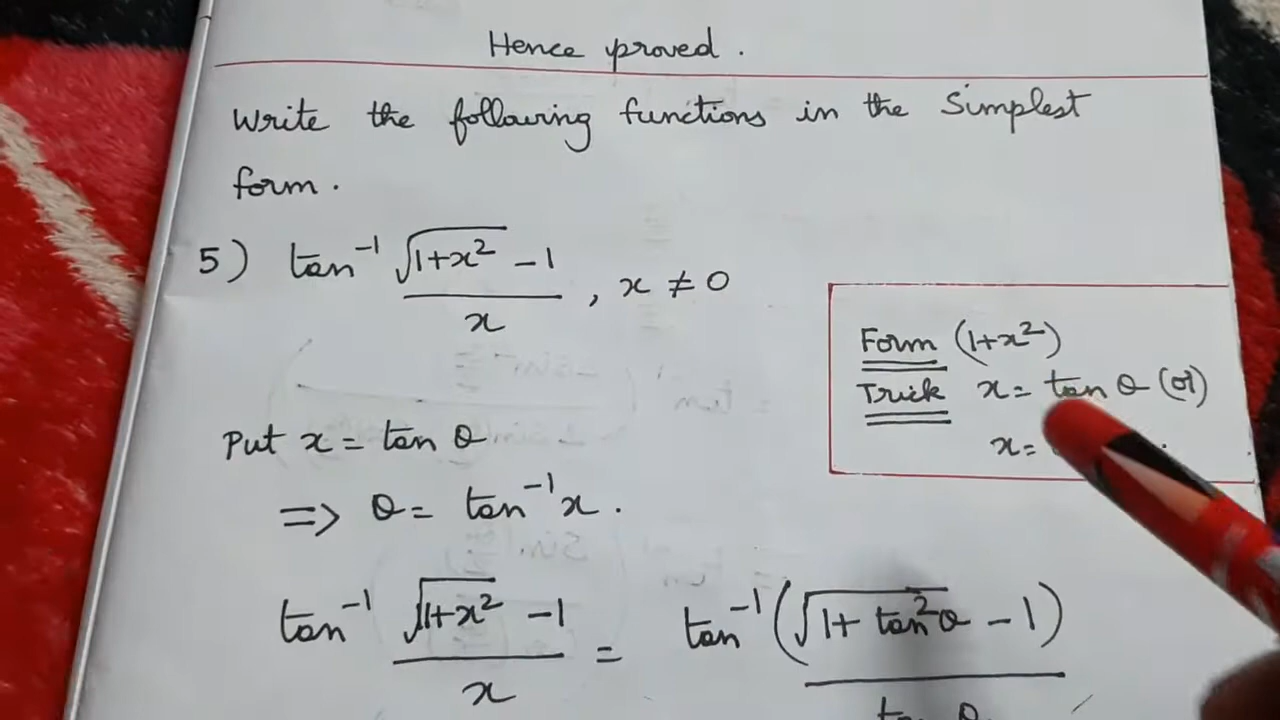 Hence proved.
Write the following functions in the Simplest
form.
5) tan⁻¹ √(1+x²) − 1 / x , x ≠ 0
Form (1+x²)
Trick x = tan θ (or)
x =
Put x = tan θ
=> θ = tan⁻¹x.
tan⁻¹ √(1+x²) − 1 / x = tan⁻¹ (√(1+tan²θ) − 1) / tan θ